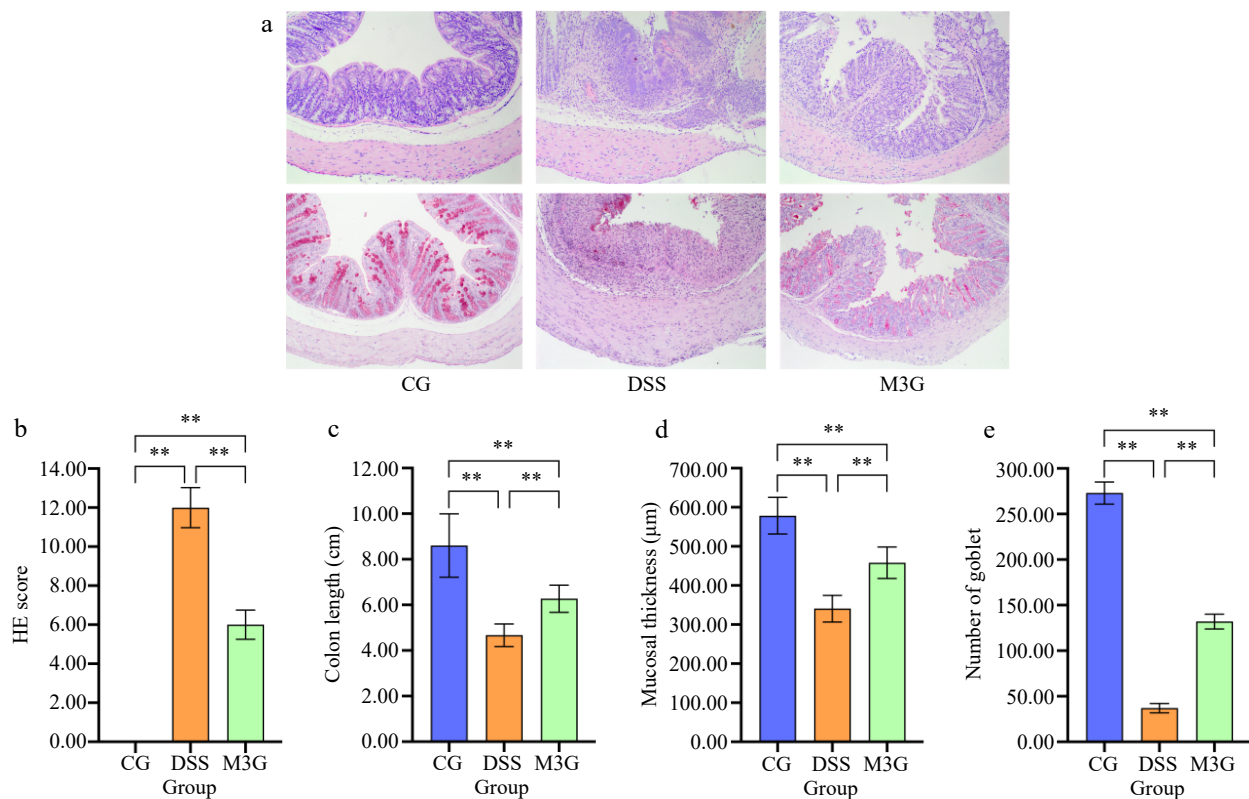 a
CG DSS M3G
b
**
** **
14.00
12.00
10.00
8.00
6.00
4.00
2.00
0.00
HE score
CG DSS M3G
Group
c
**
** **
12.00
10.00
8.00
6.00
4.00
2.00
0.00
Colon length (cm)
CG DSS M3G
Group
d
**
** **
700.00
600.00
500.00
400.00
300.00
200.00
100.00
0.00
Mucosal thickness (μm)
CG DSS M3G
Group
e
**
** **
300.00
250.00
200.00
150.00
100.00
50.00
0.00
Number of goblet
CG DSS M3G
Group